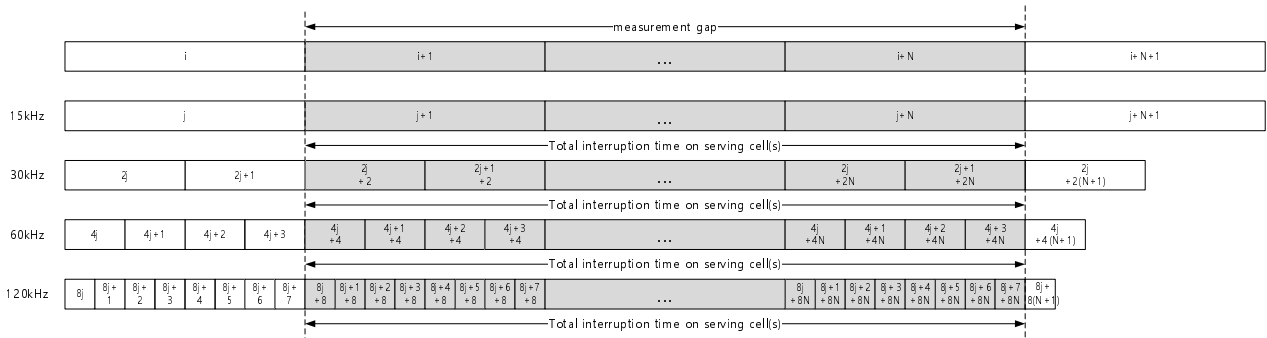 measurement gap
i i+1 ... i+N i+N+1
15kHz j j+1 ... j+N j+N+1
Total interruption time on serving cell(s)
30kHz 2j 2j+1 2j +2 2j+1 +2 ... 2j +2N 2j+1 +2N 2j +2(N+1)
Total interruption time on serving cell(s)
60kHz 4j 4j+1 4j+2 4j+3 4j +4 4j+1 +4 4j+2 +4 4j+3 +4 ... 4j +4N 4j+1 +4N 4j+2 +4N 4j+3 +4N 4j +4(N+1)
Total interruption time on serving cell(s)
120kHz 8j 8j+ 1 8j+ 2 8j+ 3 8j+ 4 8j+ 5 8j+ 6 8j+ 7 8j +8 8j+1 +8 8j+2 +8 8j+3 +8 8j+4 +8 8j+5 +8 8j+6 +8 8j+7 +8 ... 8j +8N 8j+1 +8N 8j+2 +8N 8j+3 +8N 8j+4 +8N 8j+5 +8N 8j+6 +8N 8j+7 +8N 8j+ 8(N+1)
Total interruption time on serving cell(s)